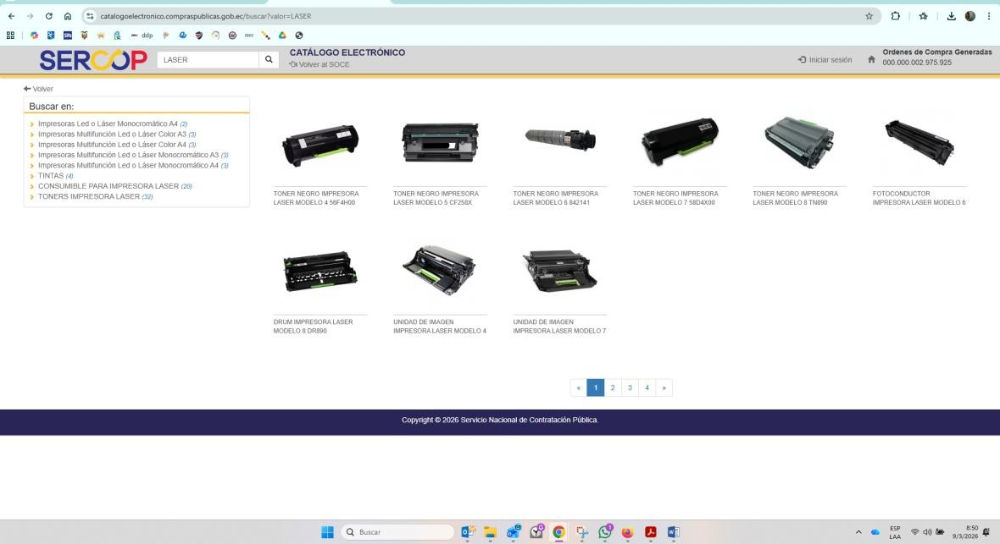 catalogoelectronico.compraspublicas.gob.ec/buscar?valor=LASER
ddp
SERCOP
LASER
CATÁLOGO ELECTRÓNICO
Volver al SOCE
Iniciar sesión
Ordenes de Compra Generadas
000.000.002.975.925
Volver
Buscar en:
Impresoras Led o Láser Monocromático A4 (2)
Impresoras Multifunción Led o Láser Color A3 (3)
Impresoras Multifunción Led o Láser Color A4 (3)
Impresoras Multifunción Led o Láser Monocromático A3 (3)
Impresoras Multifunción Led o Láser Monocromático A4 (3)
TINTAS (4)
CONSUMIBLE PARA IMPRESORA LASER (20)
TONERS IMPRESORA LASER (32)
TONER NEGRO IMPRESORA
LASER MODELO 4 56F4H00
TONER NEGRO IMPRESORA
LASER MODELO 5 CF258X
TONER NEGRO IMPRESORA
LASER MODELO 6 842141
TONER NEGRO IMPRESORA
LASER MODELO 7 58D4X00
TONER NEGRO IMPRESORA
LASER MODELO 8 TN890
FOTOCONDUCTOR
IMPRESORA LASER MODELO 6
DRUM IMPRESORA LASER
MODELO 8 DR890
UNIDAD DE IMAGEN
IMPRESORA LASER MODELO 4
UNIDAD DE IMAGEN
IMPRESORA LASER MODELO 7
« 1 2 3 4 »
Copyright © 2026 Servicio Nacional de Contratación Pública.
Buscar
ESP
LAA
8:50
9/3/2026